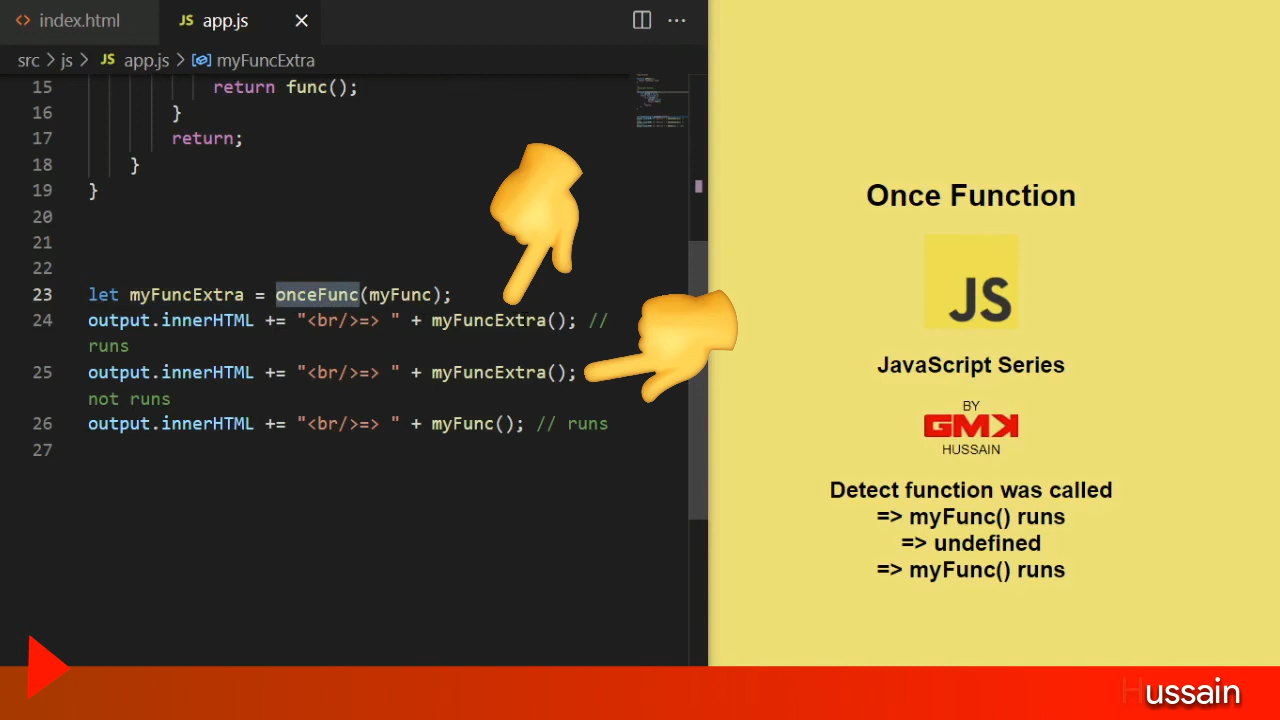 index.html
JS app.js
src > js > JS app.js > myFuncExtra
15 return func();
16 }
17 return;
18 }
19 }
20
21
22
23 let myFuncExtra = onceFunc(myFunc);
24 output.innerHTML += "<br/>=> " + myFuncExtra(); //
runs
25 output.innerHTML += "<br/>=> " + myFuncExtra();
not runs
26 output.innerHTML += "<br/>=> " + myFunc(); // runs
27
Once Function
JS
JavaScript Series
BY
GMK
HUSSAIN
Detect function was called
=> myFunc() runs
=> undefined
=> myFunc() runs
Hussain